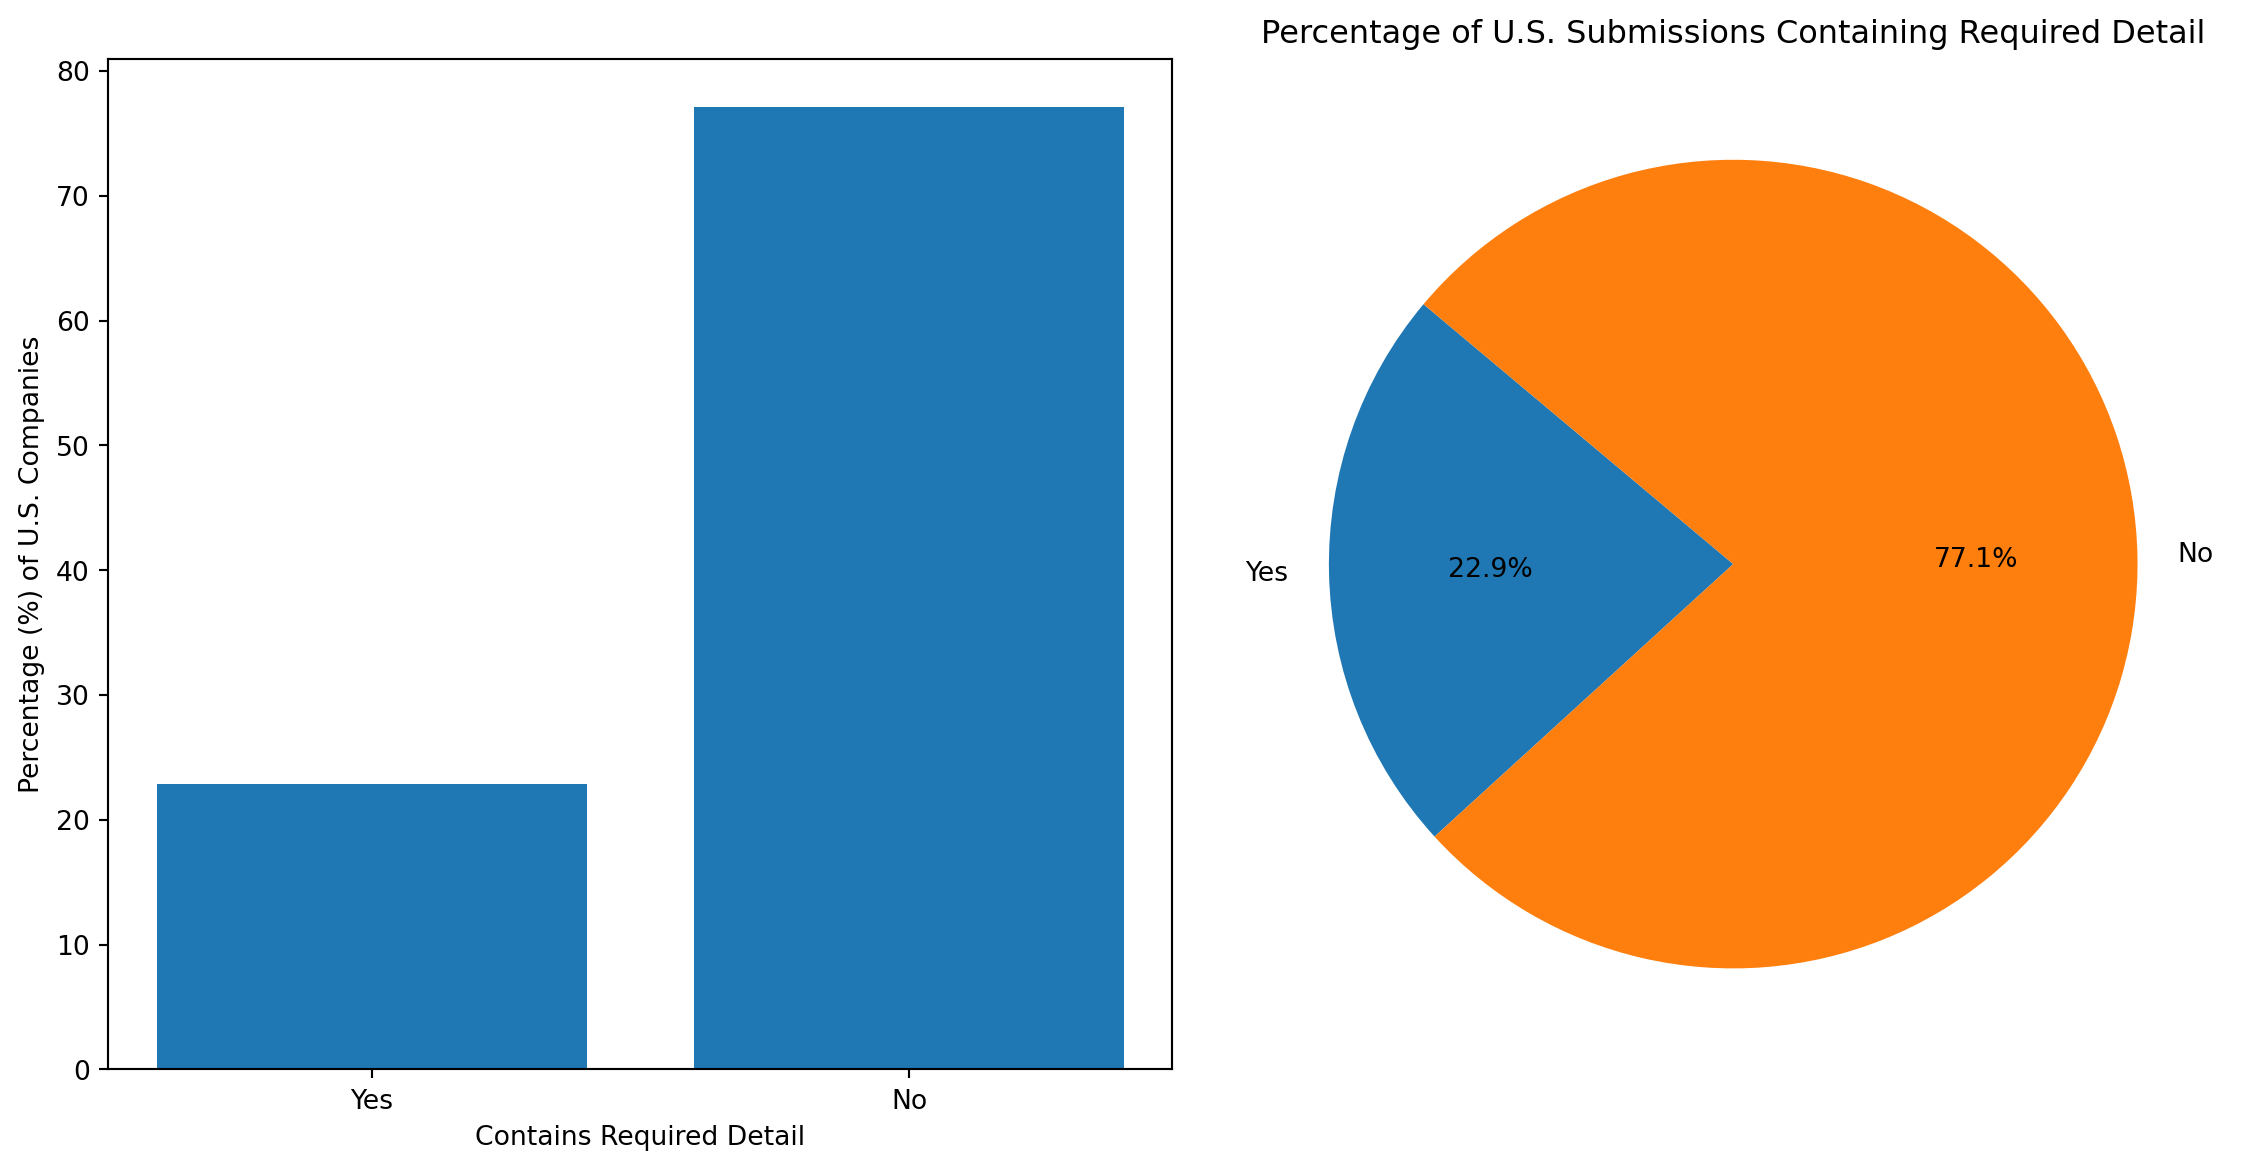 Percentage (%) of U.S. Companies
80
70
60
50
40
30
20
10
0
Yes
No
Contains Required Detail
Percentage of U.S. Submissions Containing Required Detail
Yes
22.9%
77.1%
No